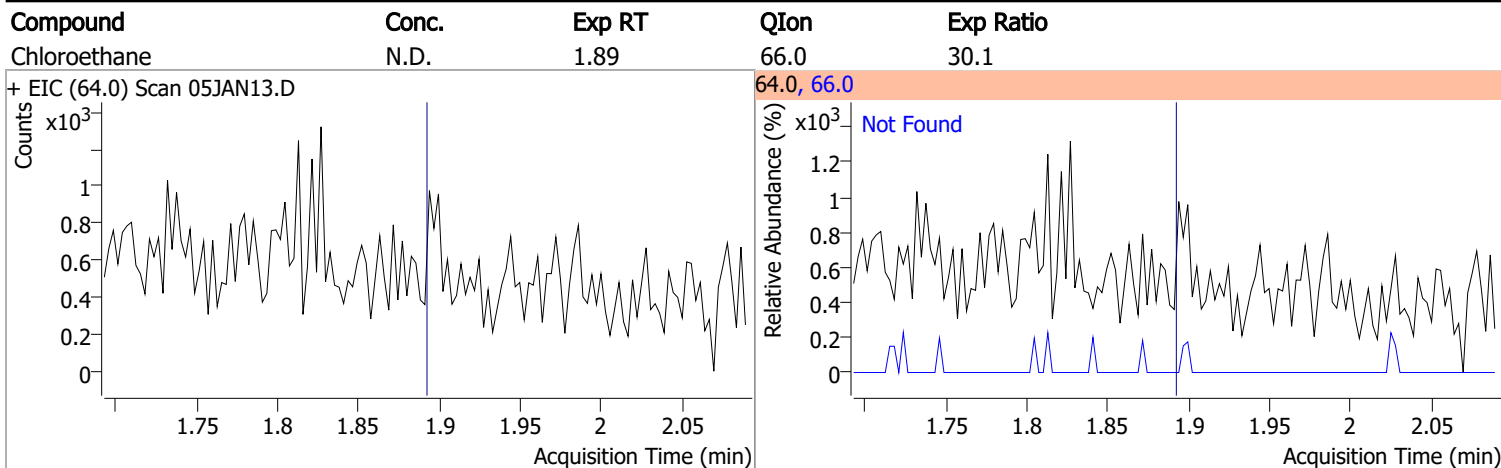 Compound Conc. Exp RT QIon Exp Ratio
Chloroethane N.D. 1.89 66.0 30.1
+ EIC (64.0) Scan 05JAN13.D
Counts
x10³
1
0.8
0.6
0.4
0.2
0
1.75 1.8 1.85 1.9 1.95 2 2.05
Acquisition Time (min)
64.0, 66.0
Relative Abundance (%)
x10³
Not Found
1.2
1
0.8
0.6
0.4
0.2
0
1.75 1.8 1.85 1.9 1.95 2 2.05
Acquisition Time (min)